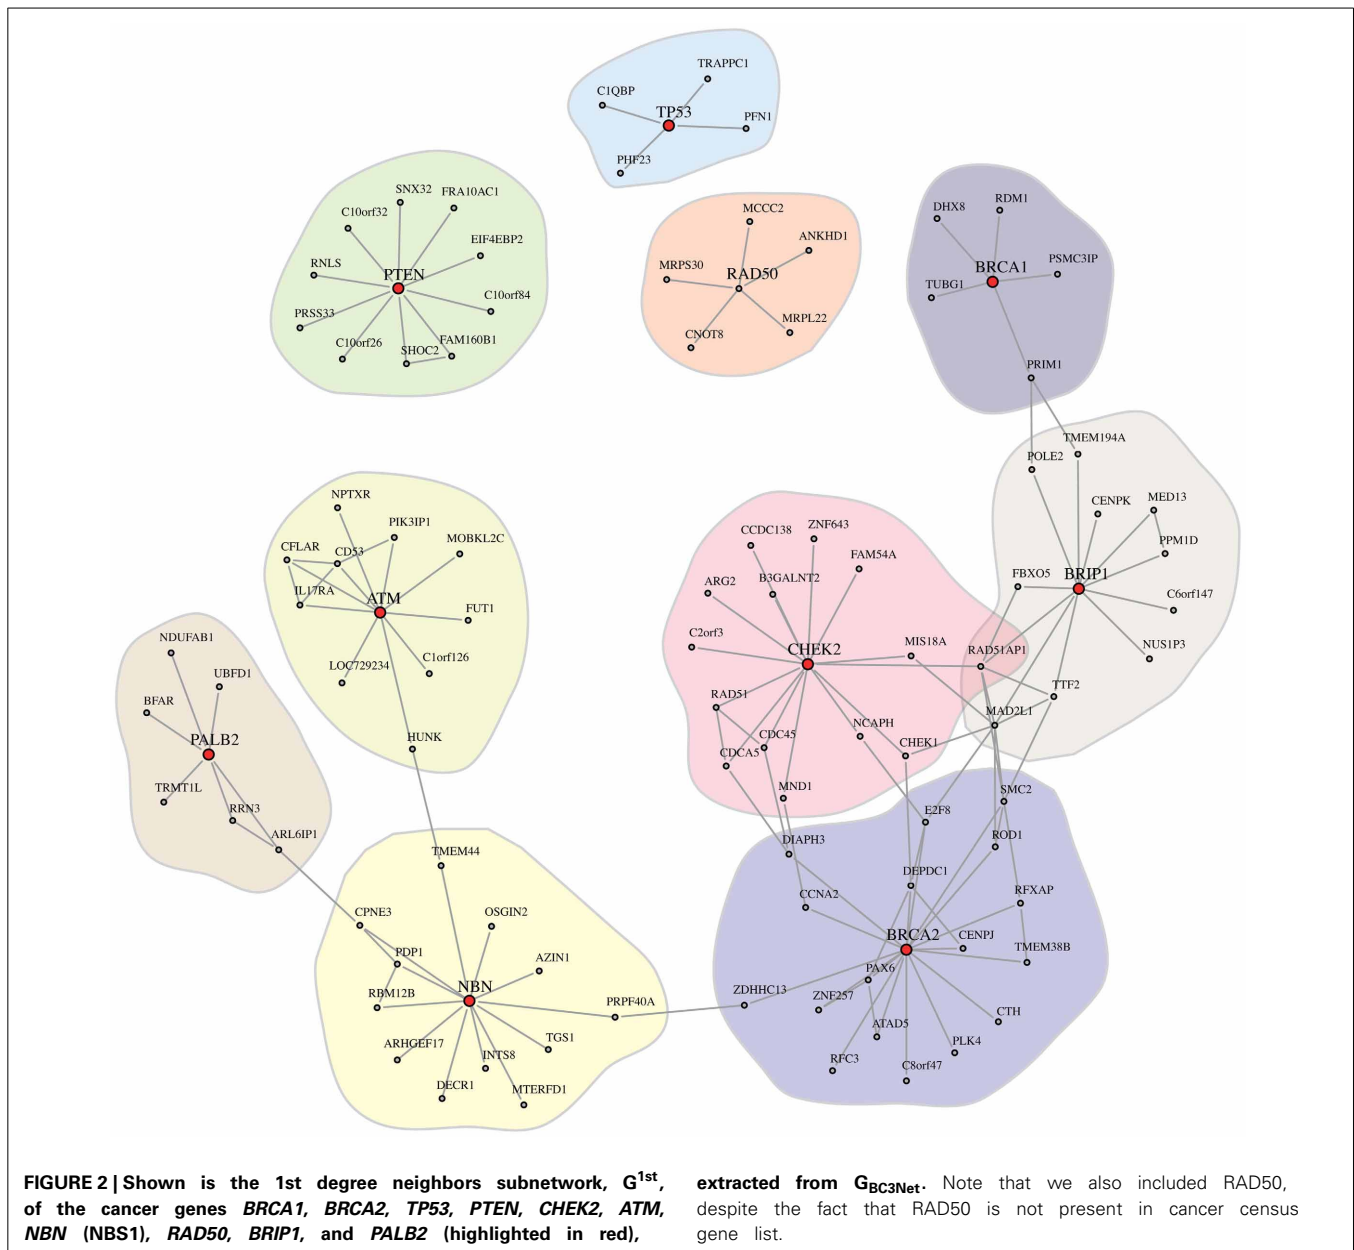 TRAPPC1
C1QBP
TP53
PFN1
PHF23
SNX32
FRA10AC1
C10orf32
EIF4EBP2
RNLS
PTEN
C10orf84
PRSS33
C10orf26
SHOC2
FAM160B1
MCCC2
ANKHD1
MRPS30
RAD50
MRPL22
CNOT8
DHX8
RDM1
BRCA1
PSMC3IP
TUBG1
PRIM1
TMEM194A
POLE2
CENPK
MED13
PPM1D
FBXO5
BRIP1
C6orf147
NUS1P3
RAD51AP1
TTF2
MAD2L1
NPTXR
PIK3IP1
MOBKL2C
CFLAR
CD53
IL17RA
ATM
FUT1
LOC729234
C1orf126
HUNK
CCDC138
ZNF643
FAM54A
ARG2
B3GALNT2
C2orf3
CHEK2
MIS18A
RAD51
NCAPH
CDC45
CHEK1
CDCA5
MND1
NDUFAB1
UBFD1
BFAR
PALB2
TRMT1L
RRN3
ARL6IP1
TMEM44
CPNE3
OSGIN2
PDP1
AZIN1
RBM12B
NBN
PRPF40A
ARHGEF17
INTS8
TGS1
DECR1
MTERFD1
SMC2
E2F8
ROD1
DIAPH3
DEPDC1
CCNA2
RFXAP
BRCA2
CENPJ
TMEM38B
PAX6
ZDHHC13
ZNF257
ATAD5
CTH
PLK4
RFC3
C8orf47
FIGURE 2 | Shown is the 1st degree neighbors subnetwork, G1st,
of the cancer genes BRCA1, BRCA2, TP53, PTEN, CHEK2, ATM,
NBN (NBS1), RAD50, BRIP1, and PALB2 (highlighted in red),
extracted from GBC3Net. Note that we also included RAD50,
despite the fact that RAD50 is not present in cancer census
gene list.